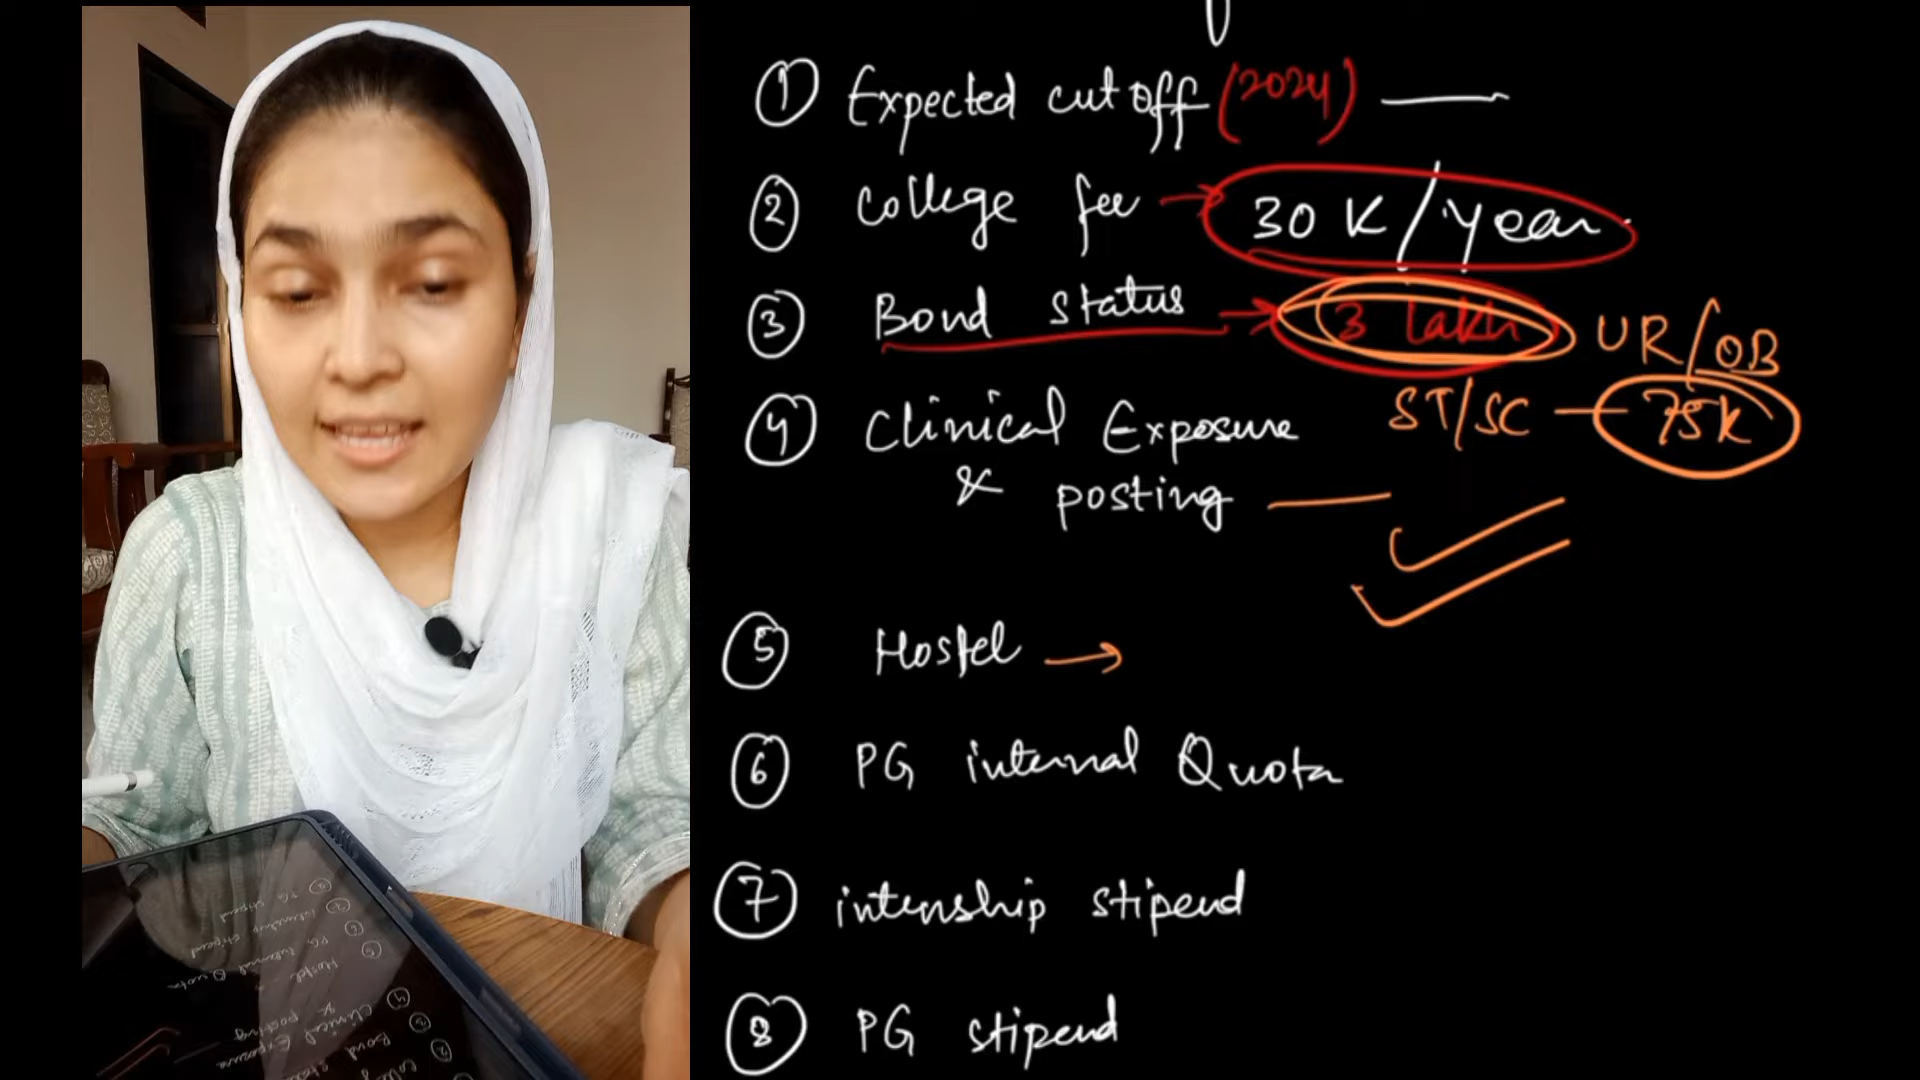 ① Expected cut off (2024) —
② College fee → 30 K/year
③ Bond status → 3 lakh UR/OB
ST/SC — 75k
④ Clinical Exposure
& posting — ✓✓
⑤ Hostel →
⑥ PG internal Quota
⑦ internship stipend
⑧ PG stipend